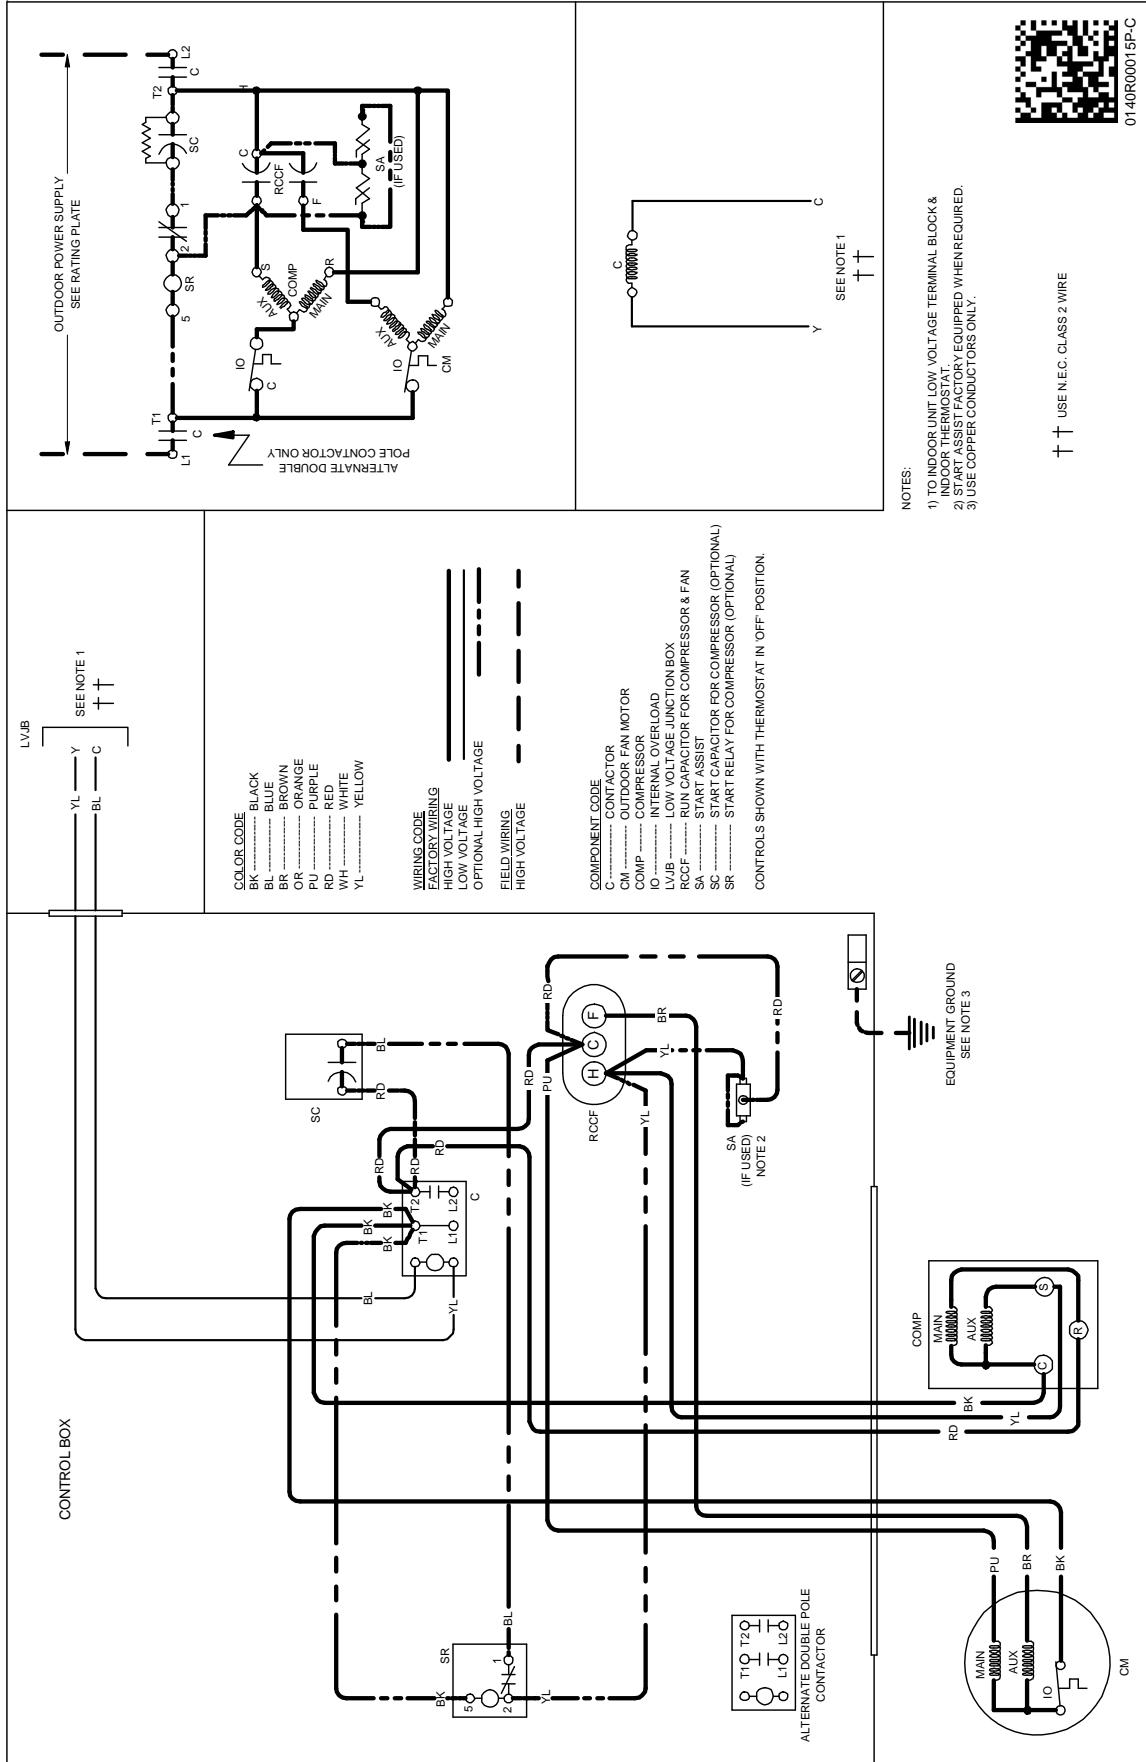 CONTROL BOX
LVJB
YL
Y
BL
C
SEE NOTE 1
†† 
COLOR CODE
BK ---------- BLACK
BL ---------- BLUE
BR ---------- BROWN
OR ---------- ORANGE
PU ---------- PURPLE
RD ---------- RED
WH ---------- WHITE
YL ---------- YELLOW
WIRING CODE
FACTORY WIRING
HIGH VOLTAGE
LOW VOLTAGE
OPTIONAL HIGH VOLTAGE
FIELD WIRING
HIGH VOLTAGE
COMPONENT CODE
C ---------- CONTACTOR
CM ---------- OUTDOOR FAN MOTOR
COMP ---------- COMPRESSOR
IO ---------- INTERNAL OVERLOAD
LVJB ---------- LOW VOLTAGE JUNCTION BOX
RCCF ---------- RUN CAPACITOR FOR COMPRESSOR & FAN
SA ---------- START ASSIST
SC ---------- START CAPACITOR FOR COMPRESSOR (OPTIONAL)
SR ---------- START RELAY FOR COMPRESSOR (OPTIONAL)
CONTROLS SHOWN WITH THERMOSTAT IN 'OFF' POSITION.
SC
RD
BL
RD
RD
RD
BK
BK
BK
T2
T1
L2
L1
C
BL
YL
RD
PU
RD
H
C
F
RCCF
YL
BR
YL
RD
SA
(IF USED)
NOTE 2
SR
BK
5
2
1
BL
YL
T1
T2
L1
L2
ALTERNATE DOUBLE POLE
CONTACTOR
EQUIPMENT GROUND
SEE NOTE 3
COMP
MAIN
AUX
C
S
R
BK
YL
RD
PU
BR
BK
MAIN
AUX
IO
CM
OUTDOOR POWER SUPPLY
SEE RATING PLATE
L1
C
T1
5
SR
2
1
SC
T2
C
L2
ALTERNATE DOUBLE
POLE CONTACTOR ONLY
IO
C
AUX
S
COMP
MAIN
R
C
H
RCCF
F
SA
(IF USED)
IO
AUX
MAIN
CM
C
Y
C
SEE NOTE 1
††
NOTES:
1) TO INDOOR UNIT LOW VOLTAGE TERMINAL BLOCK &
INDOOR THERMOSTAT.
2) START ASSIST FACTORY EQUIPPED WHEN REQUIRED.
3) USE COPPER CONDUCTORS ONLY.
†† USE N.E.C. CLASS 2 WIRE
0140R00015P-C